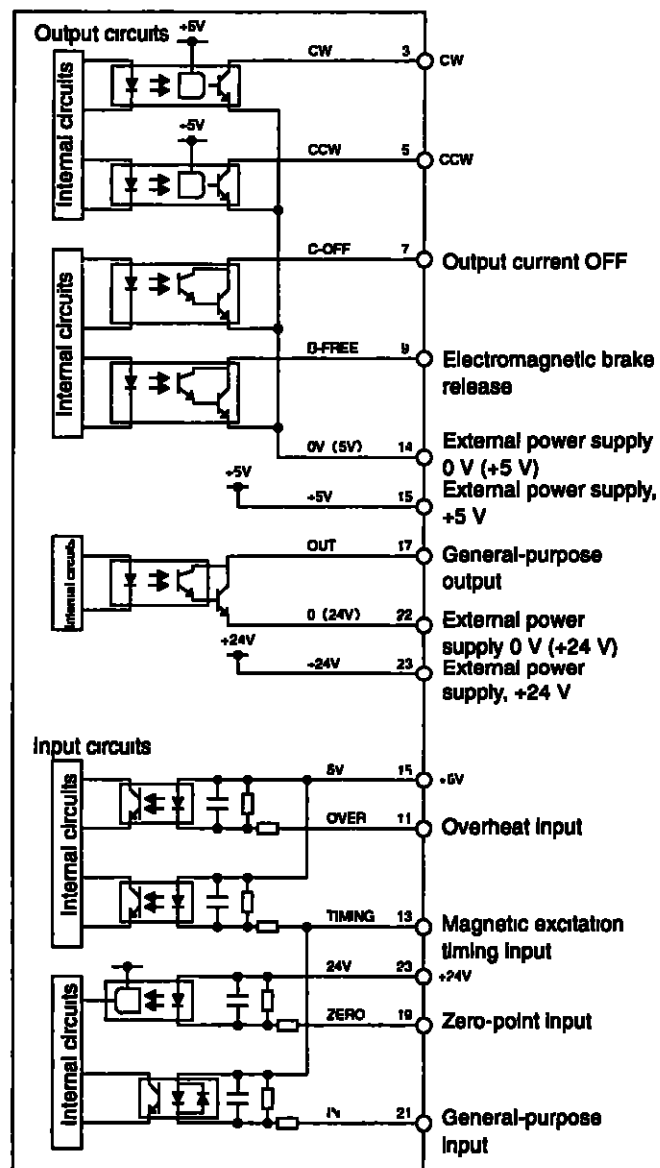 Output circuits
+5V
Internal circuits
CW 3 CW
+5V
CCW 5 CCW
Internal circuits
C-OFF 7 Output current OFF
B-FREE 9 Electromagnetic brake
release
0V (5V) 14 External power supply
0 V (+5 V)
+5V
+5V 15 External power supply,
+5 V
Internal circuits
OUT 17 General-purpose
output
0 (24V) 22 External power
supply 0 V (+24 V)
+24V
+24V 23 External power
supply, +24 V
Input circuits
Internal circuits
5V 15 +5V
OVER 11 Overheat input
TIMING 13 Magnetic excitation
timing input
Internal circuits
24V 23 +24V
ZERO 19 Zero-point input
IN 21 General-purpose
input